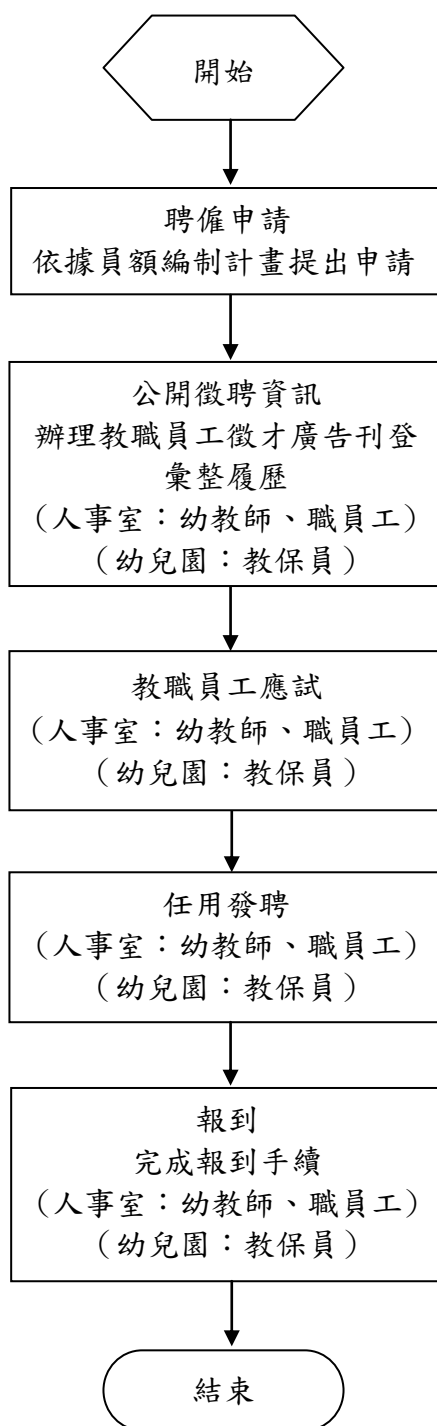 開始
聘僱申請
依據員額編制計畫提出申請
公開徵聘資訊
辦理教職員工徵才廣告刊登
彙整履歷
（人事室：幼教師、職員工）
（幼兒園：教保員）
教職員工應試
（人事室：幼教師、職員工）
（幼兒園：教保員）
任用發聘
（人事室：幼教師、職員工）
（幼兒園：教保員）
報到
完成報到手續
（人事室：幼教師、職員工）
（幼兒園：教保員）
結束